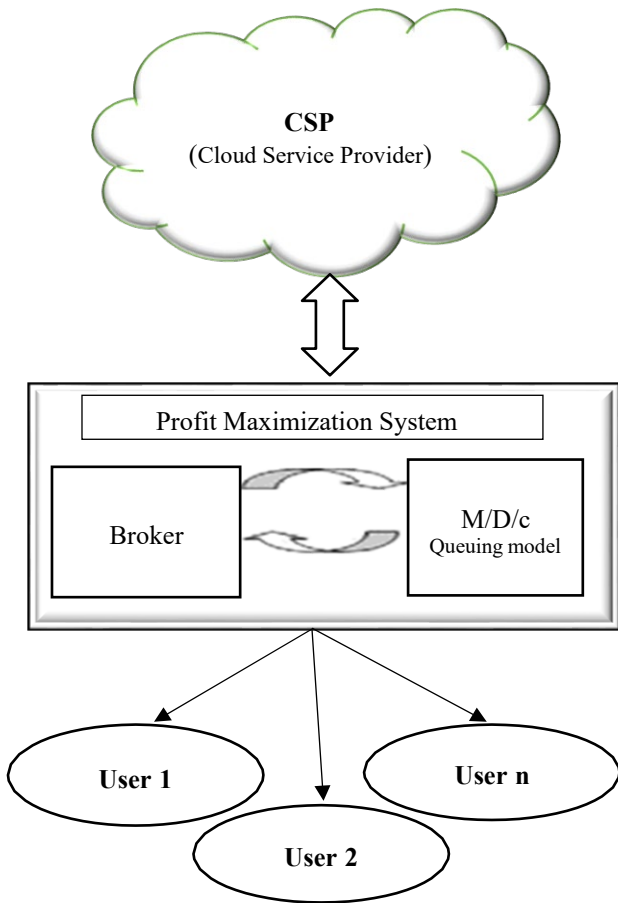 CSP
(Cloud Service Provider)
Profit Maximization System
Broker
M/D/c
Queuing model
User 1
User n
User 2